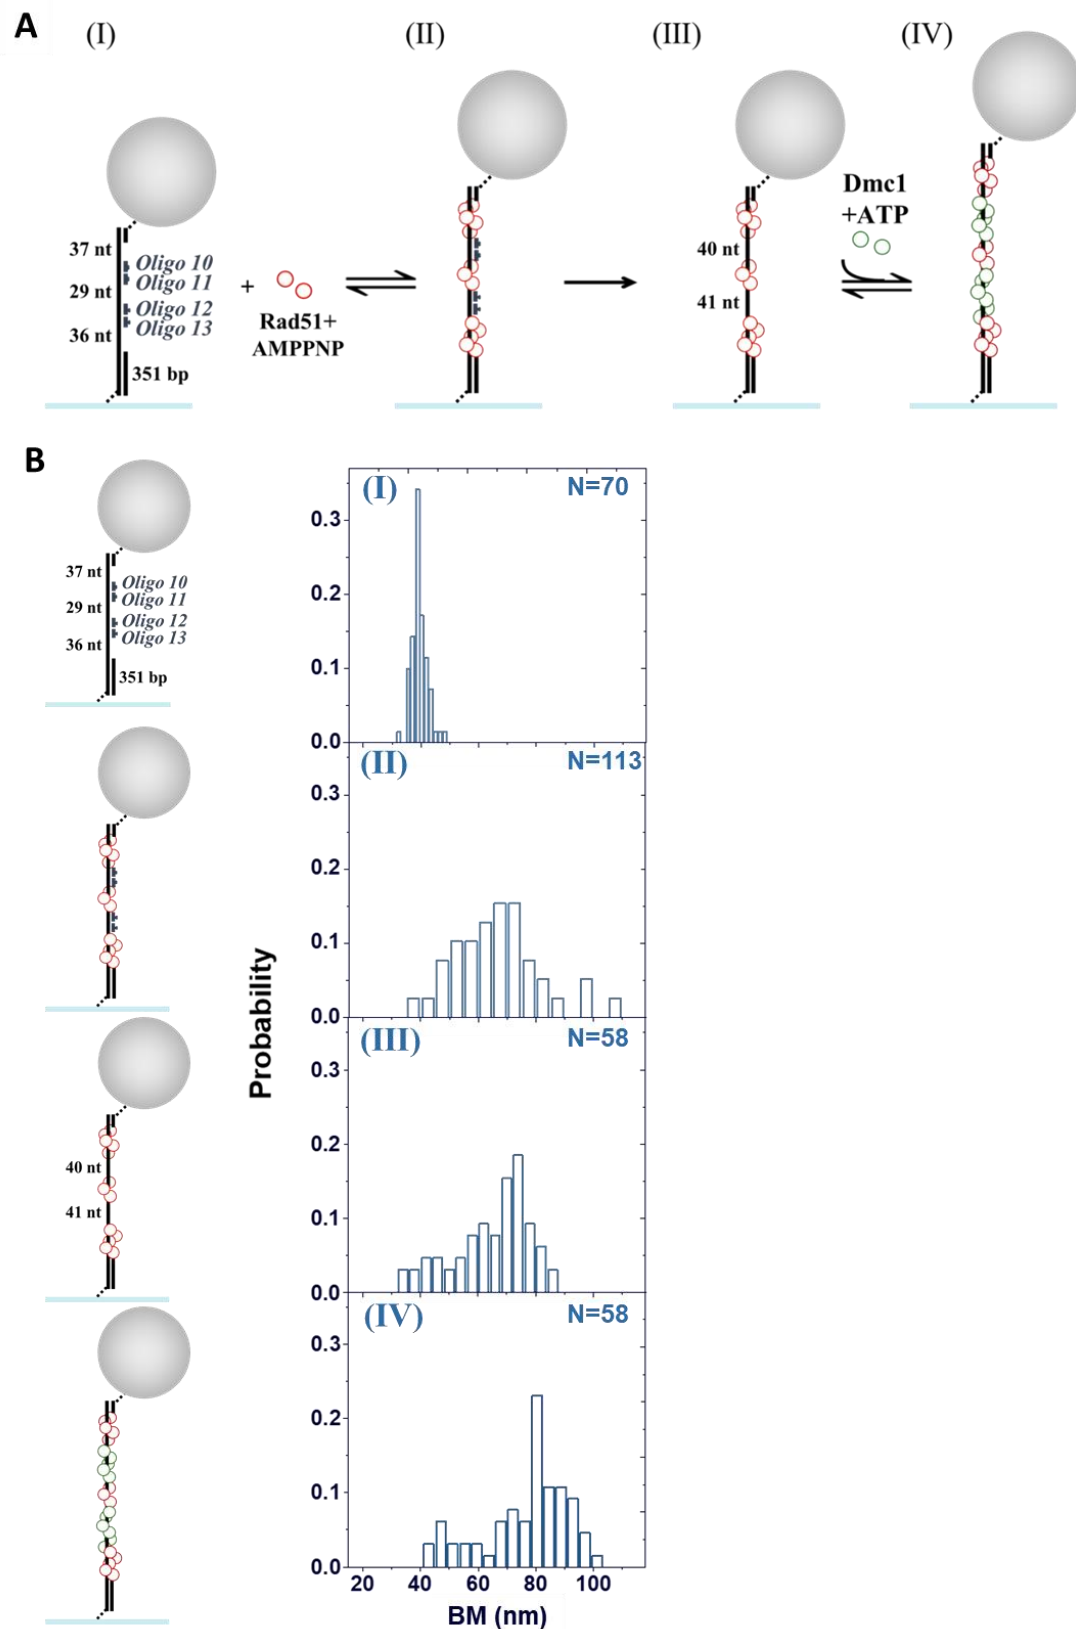 A
(I)
(II)
(III)
(IV)
37 nt
Oligo 10
Oligo 11
29 nt
Oligo 12
Oligo 13
36 nt
351 bp
+
Rad51+
AMPPNP
40 nt
41 nt
Dmc1
+ATP
B
37 nt
Oligo 10
Oligo 11
29 nt
Oligo 12
Oligo 13
36 nt
351 bp
40 nt
41 nt
Probability
(I)
N=70
0.3
0.2
0.1
0.0
(II)
N=113
0.3
0.2
0.1
0.0
(III)
N=58
0.3
0.2
0.1
0.0
(IV)
N=58
0.3
0.2
0.1
0.0
20 40 60 80 100
BM (nm)